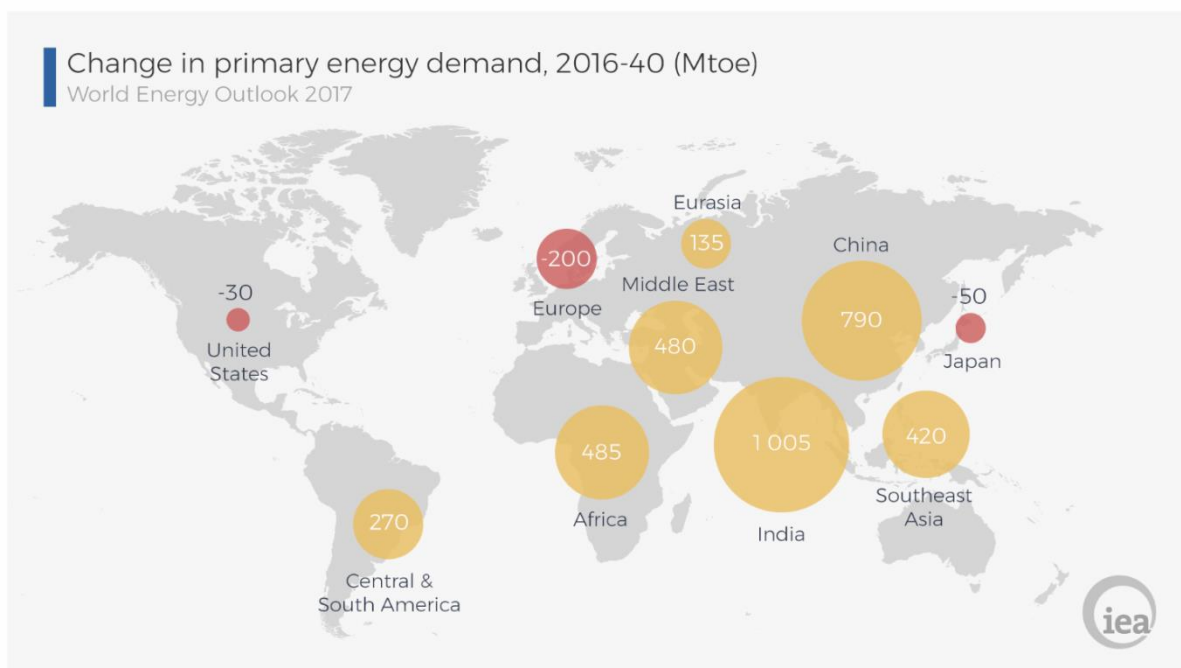 Change in primary energy demand, 2016-40 (Mtoe)
World Energy Outlook 2017
Eurasia
135
China
790
-200
Europe
Middle East
480
-30
United
States
-50
Japan
485
Africa
1 005
India
420
Southeast
Asia
270
Central &
South America
iea